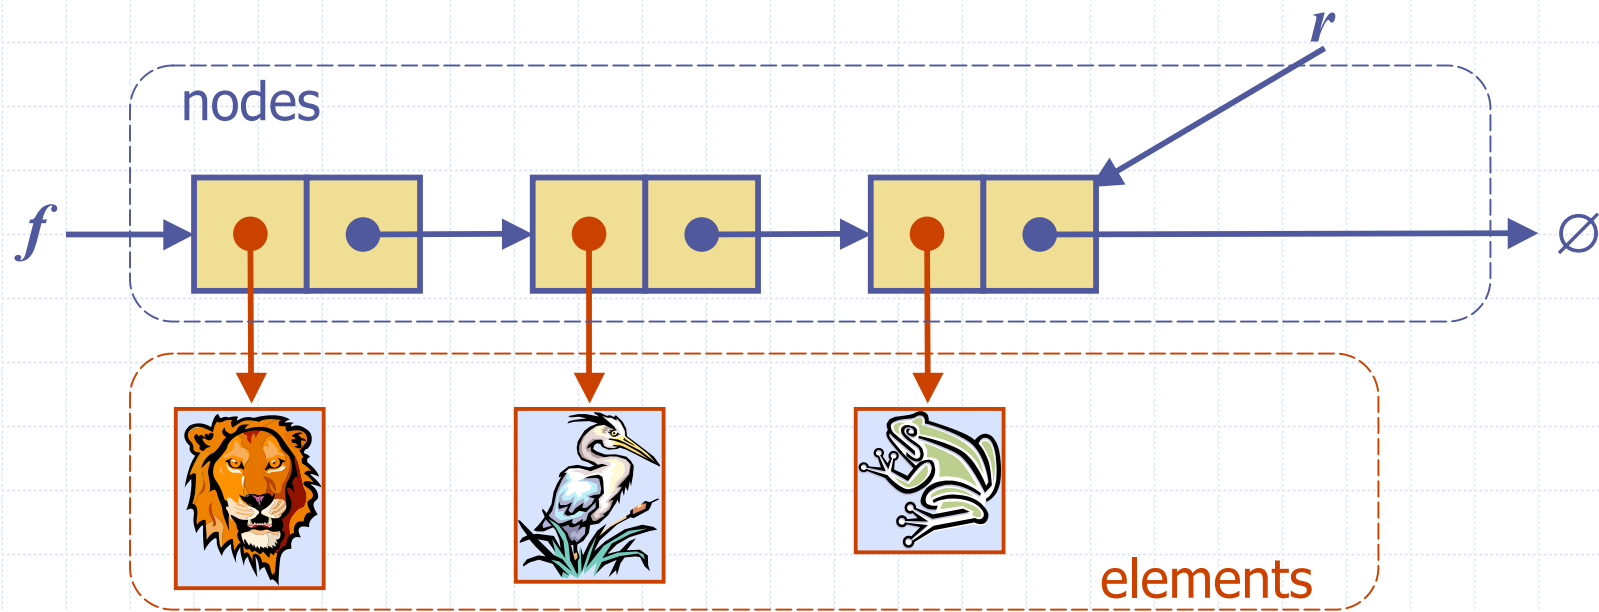 r
nodes
f
∅
elements